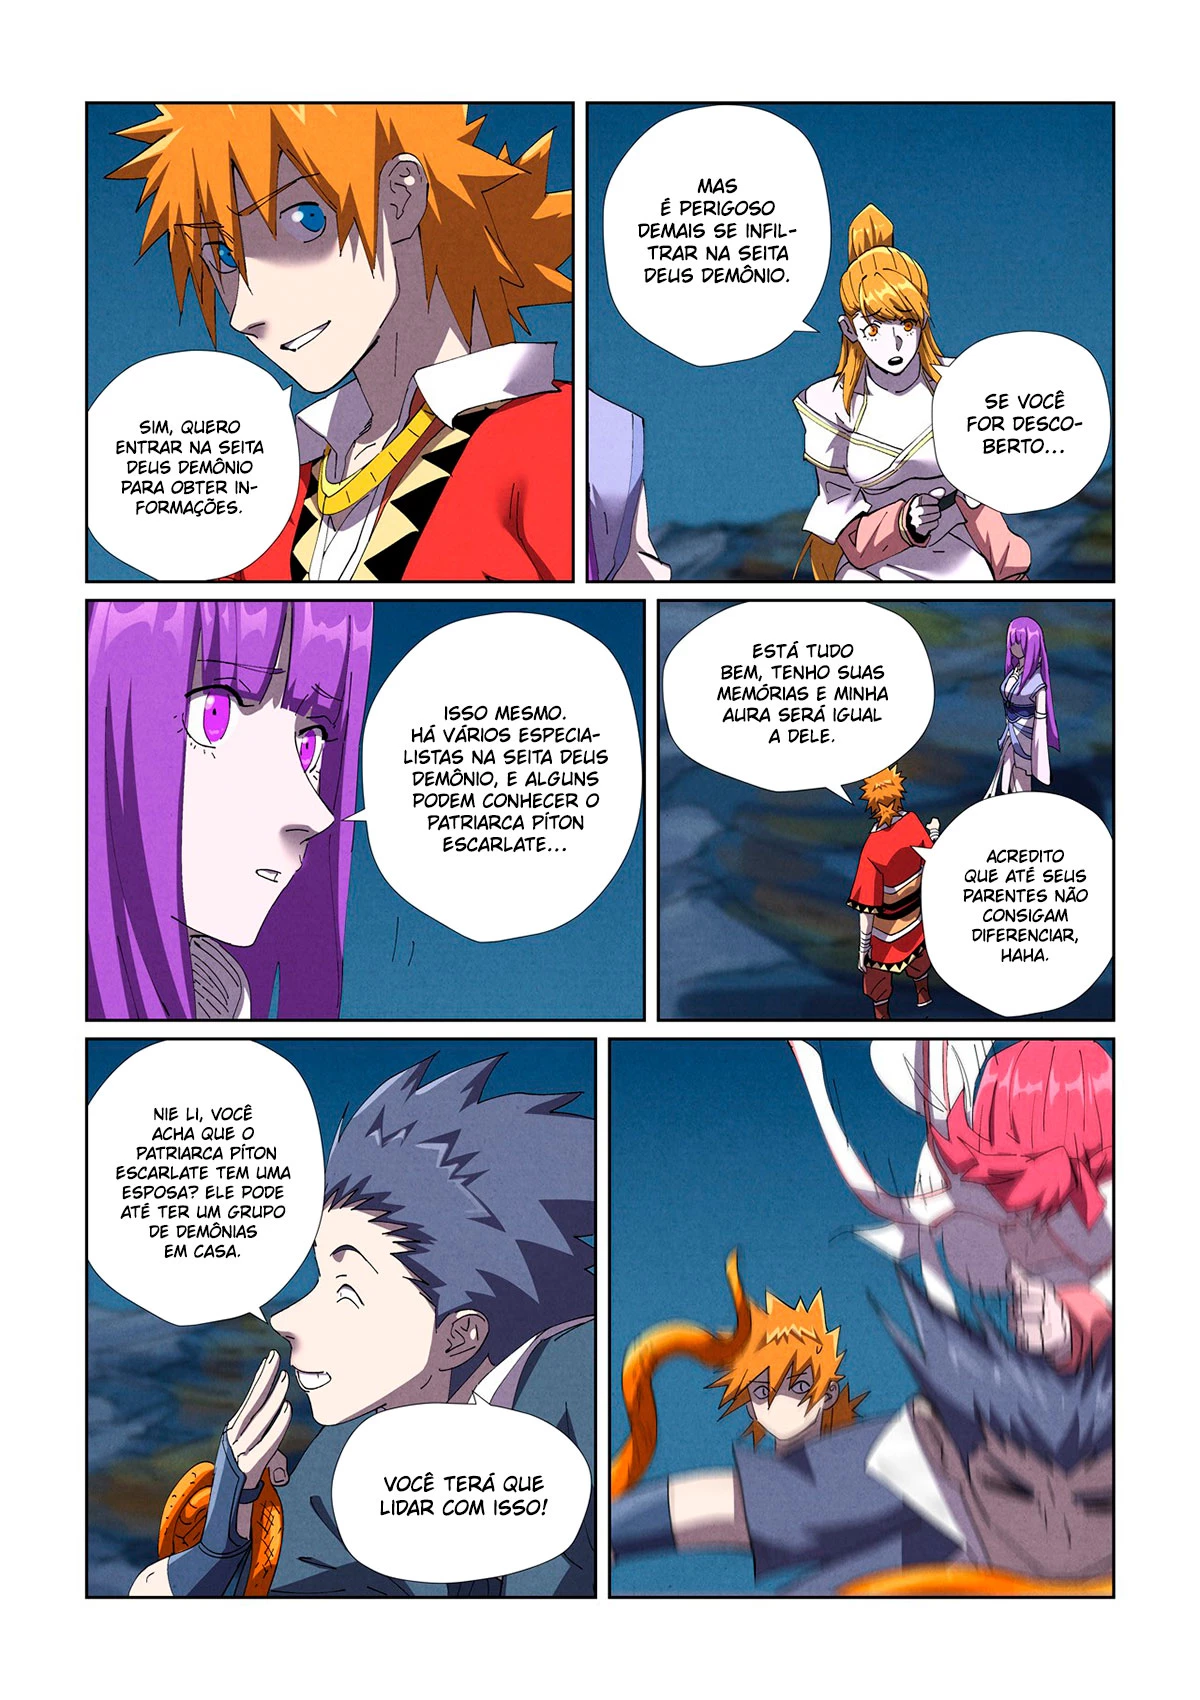 SIM, QUERO
ENTRAR NA SEITA
DEUS DEMÔNIO
PARA OBTER IN-
FORMAÇÕES.
MAS
É PERIGOSO
DEMAIS SE INFIL-
TRAR NA SEITA
DEUS DEMÔNIO.
SE VOCÊ
FOR DESCO-
BERTO...
ISSO MESMO.
HÁ VÁRIOS ESPECIA-
LISTAS NA SEITA DEUS
DEMÔNIO, E ALGUNS
PODEM CONHECER O
PATRIARCA PÍTON
ESCARLATE...
ESTÁ TUDO
BEM, TENHO SUAS
MEMÓRIAS E MINHA
AURA SERÁ IGUAL
A DELE.
ACREDITO
QUE ATÉ SEUS
PARENTES NÃO
CONSIGAM
DIFERENCIAR,
HAHA.
NIE LI, VOCÊ
ACHA QUE O
PATRIARCA PÍTON
ESCARLATE TEM UMA
ESPOSA? ELE PODE
ATÉ TER UM GRUPO
DE DEMÔNIAS
EM CASA.
VOCÊ TERÁ QUE
LIDAR COM ISSO!